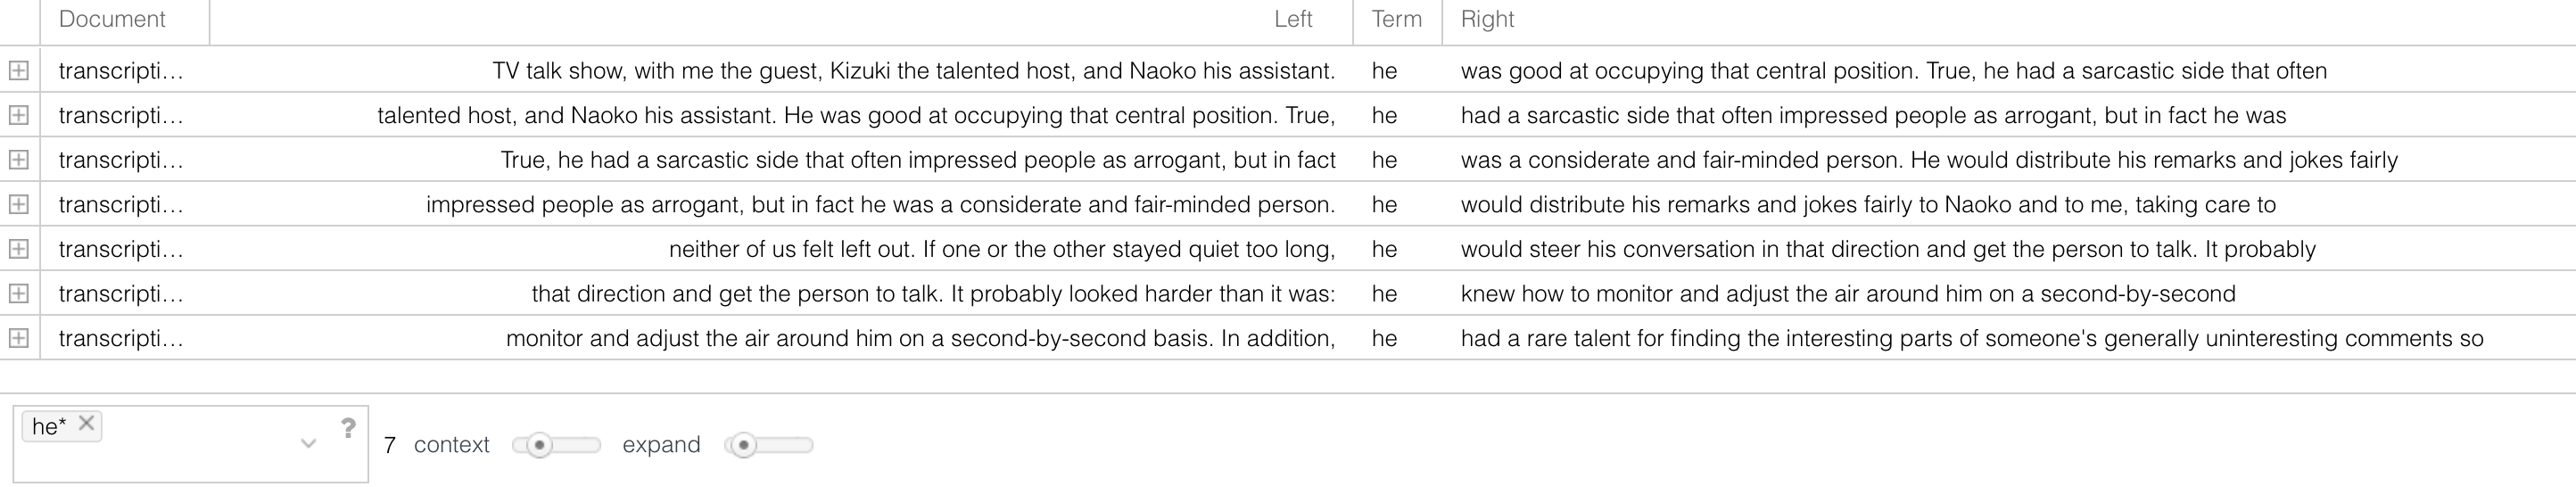 Document Left Term Right
transcripti... TV talk show, with me the guest, Kizuki the talented host, and Naoko his assistant. he was good at occupying that central position. True, he had a sarcastic side that often
transcripti... talented host, and Naoko his assistant. He was good at occupying that central position. True, he had a sarcastic side that often impressed people as arrogant, but in fact he was
transcripti... True, he had a sarcastic side that often impressed people as arrogant, but in fact he was a considerate and fair-minded person. He would distribute his remarks and jokes fairly
transcripti... impressed people as arrogant, but in fact he was a considerate and fair-minded person. he would distribute his remarks and jokes fairly to Naoko and to me, taking care to
transcripti... neither of us felt left out. If one or the other stayed quiet too long, he would steer his conversation in that direction and get the person to talk. It probably
transcripti... that direction and get the person to talk. It probably looked harder than it was: he knew how to monitor and adjust the air around him on a second-by-second
transcripti... monitor and adjust the air around him on a second-by-second basis. In addition, he had a rare talent for finding the interesting parts of someone's generally uninteresting comments so
he* ? 7 context expand